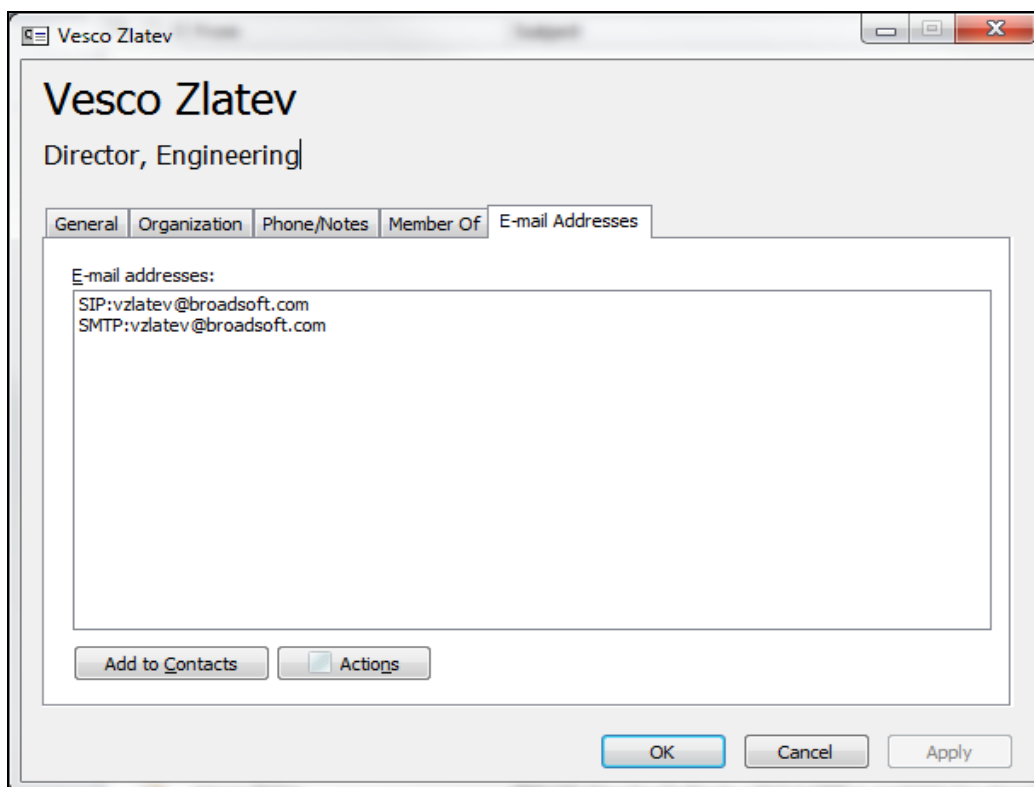 Vesco Zlatev
Vesco Zlatev
Director, Engineering
General Organization Phone/Notes Member Of E-mail Addresses
E-mail addresses:
SIP:vzlatev@broadsoft.com
SMTP:vzlatev@broadsoft.com
Add to Contacts Actions
OK Cancel Apply